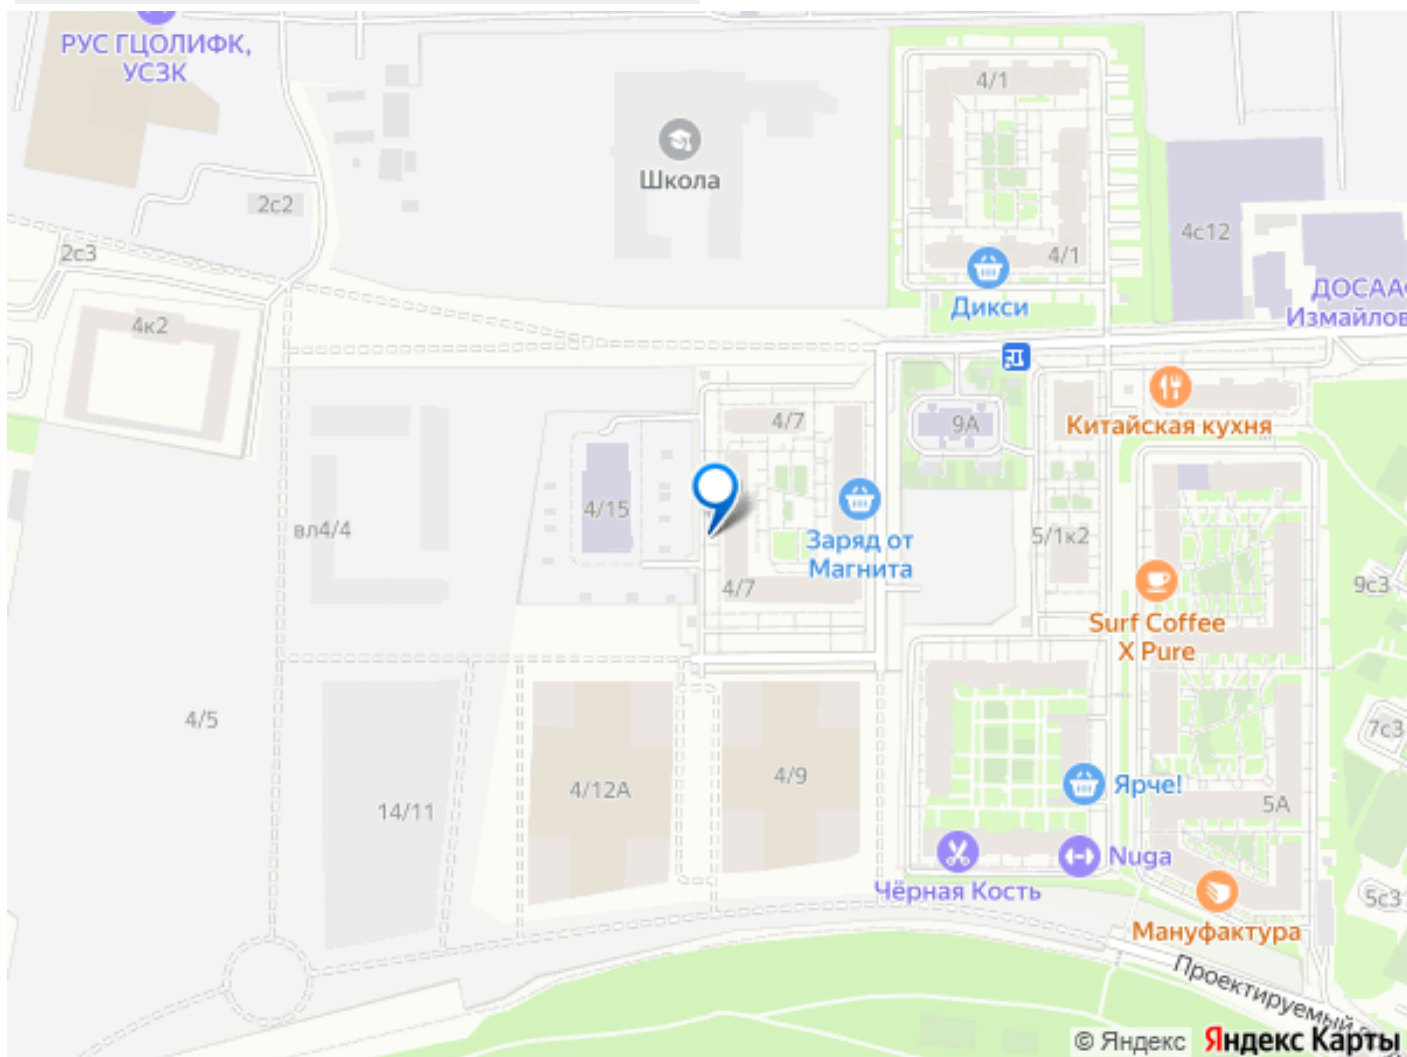 РУС ГЦОЛИФК,
УСЗК
4/1
Школа
2с2
4с12
2с3
4/1
ДОСААФ
Измайлов
Дикси
4к2
Китайская кухня
4/7
9А
4/15
вл4/4
Заряд от
Магнита
5/1к2
4/7
9с3
Surf Coffee
X Pure
4/5
7с3
4/12А
4/9
Ярче!
14/11
5А
Nuga
Чёрная Кость
5с3
Мануфактура
Проектируемый
© Яндекс Яндекс Карты